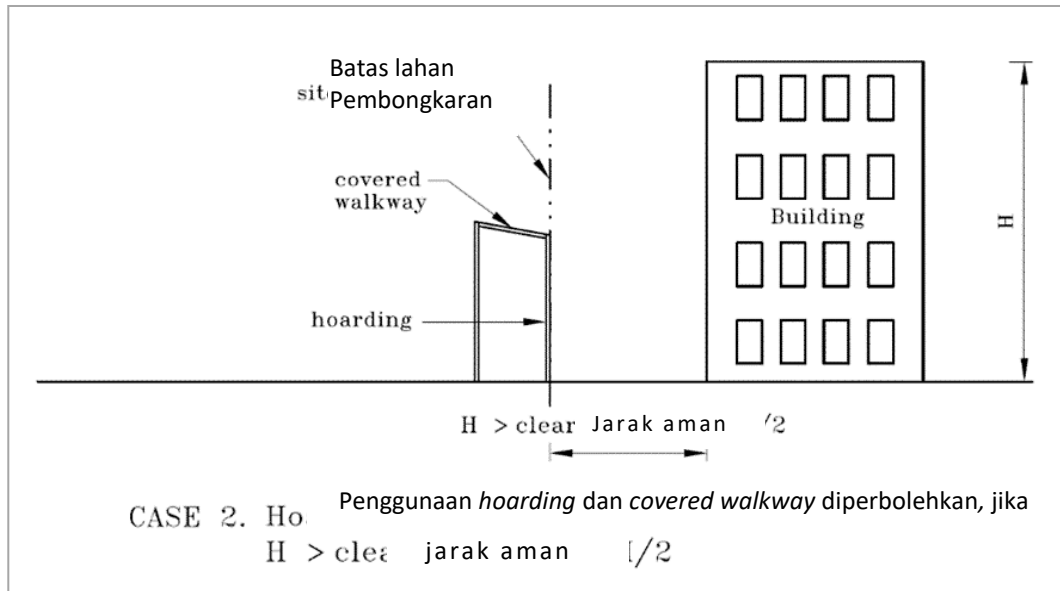 Batas lahan
Pembongkaran
covered
walkway
Building
H
hoarding
H > clear Jarak aman /2
Penggunaan hoarding dan covered walkway diperbolehkan, jika
CASE 2. Ho
H > clea jarak aman /2